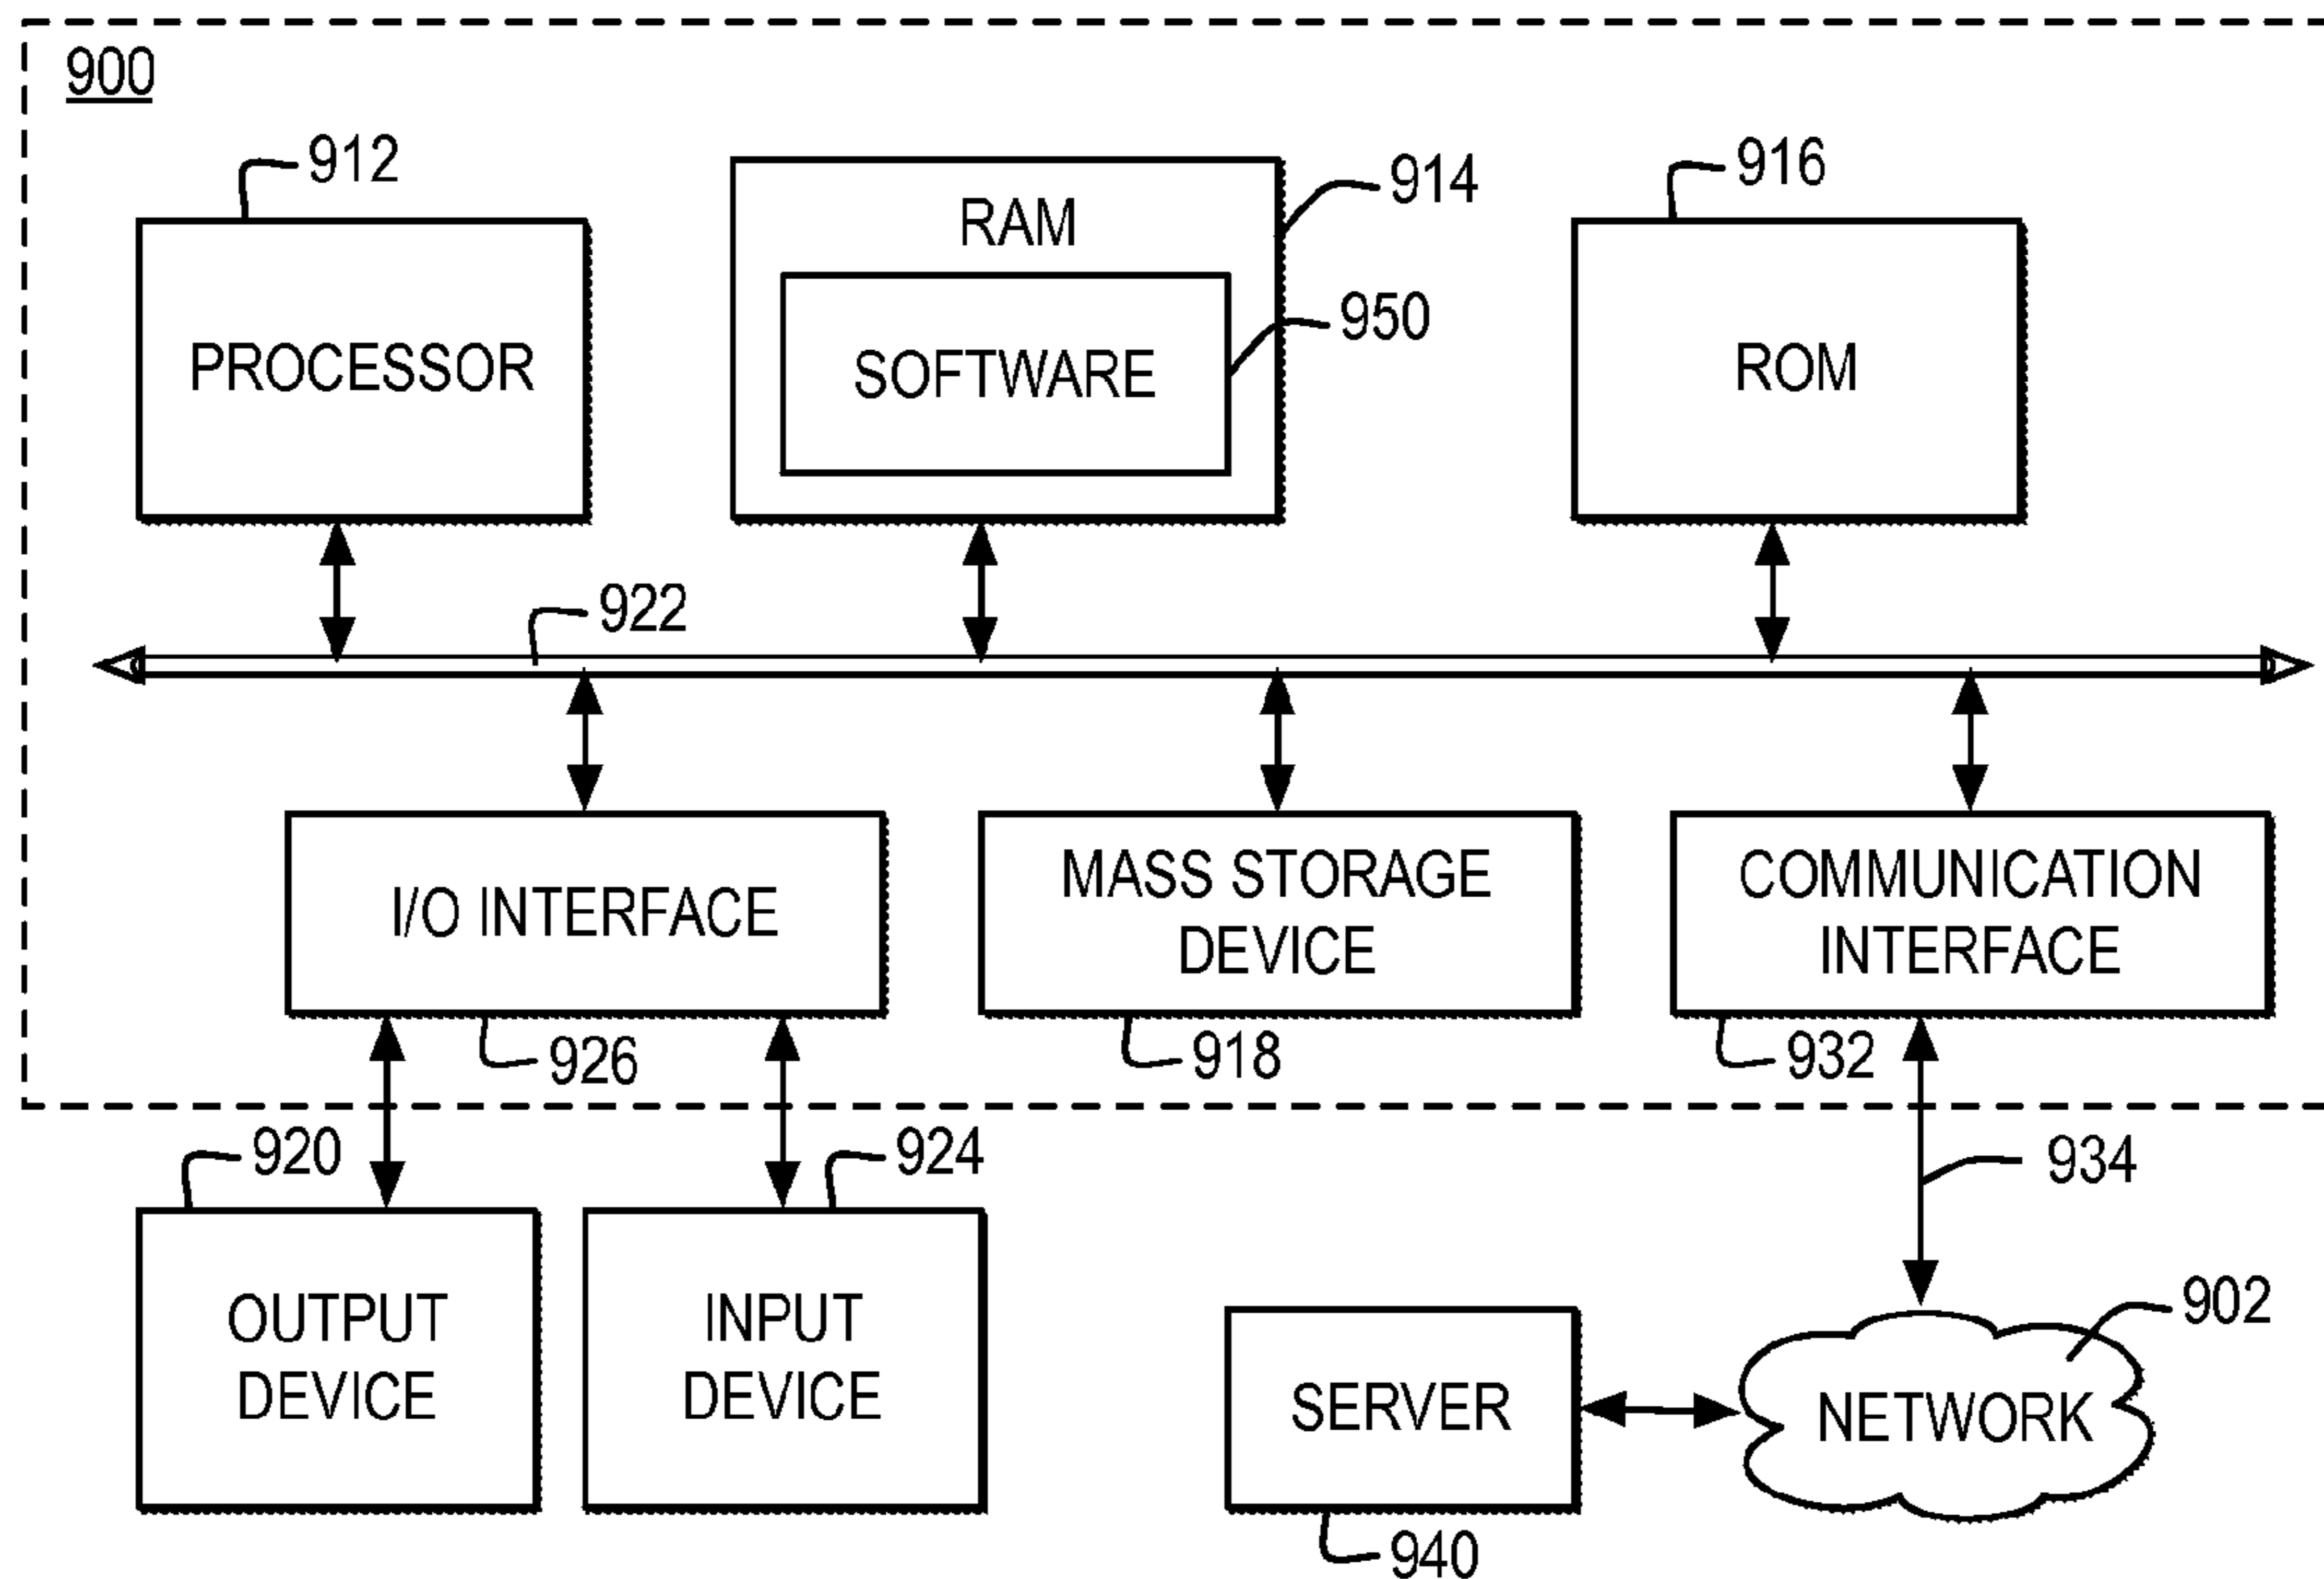 900
912
914
916
RAM
950
PROCESSOR
SOFTWARE
ROM
922
I/O INTERFACE
MASS STORAGE
DEVICE
COMMUNICATION
INTERFACE
926
918
932
920
924
934
OUTPUT
DEVICE
INPUT
DEVICE
902
SERVER
NETWORK
940